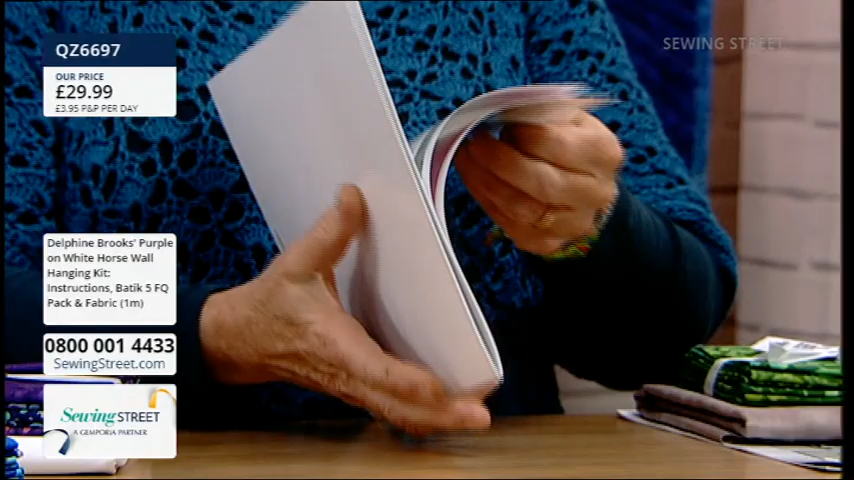 QZ6697
OUR PRICE
£29.99
£3.95 P&P PER DAY
SEWING STREET
Delphine Brooks' Purple
on White Horse Wall
Hanging Kit:
Instructions, Batik 5 FQ
Pack & Fabric (1m)
0800 001 4433
SewingStreet.com
Sewing STREET
A GEMPORIA PARTNER